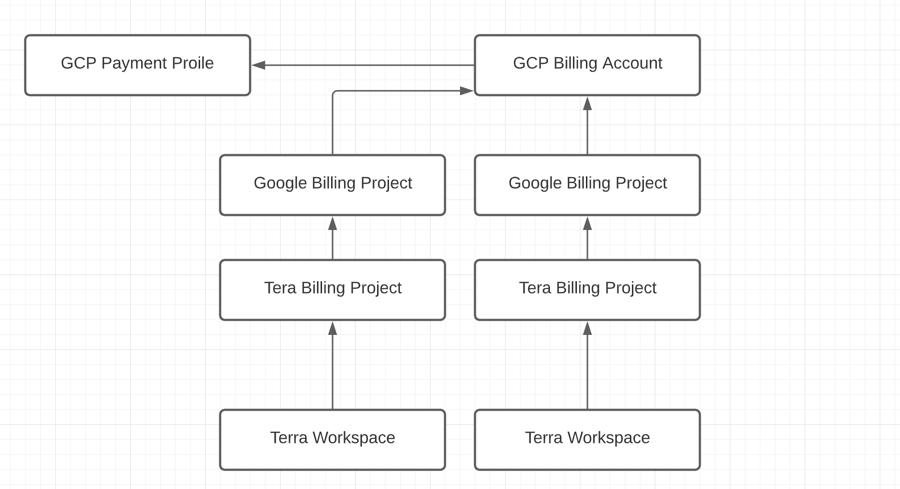 GCP Payment Proile
GCP Billing Account
Google Billing Project
Google Billing Project
Tera Billing Project
Tera Billing Project
Terra Workspace
Terra Workspace